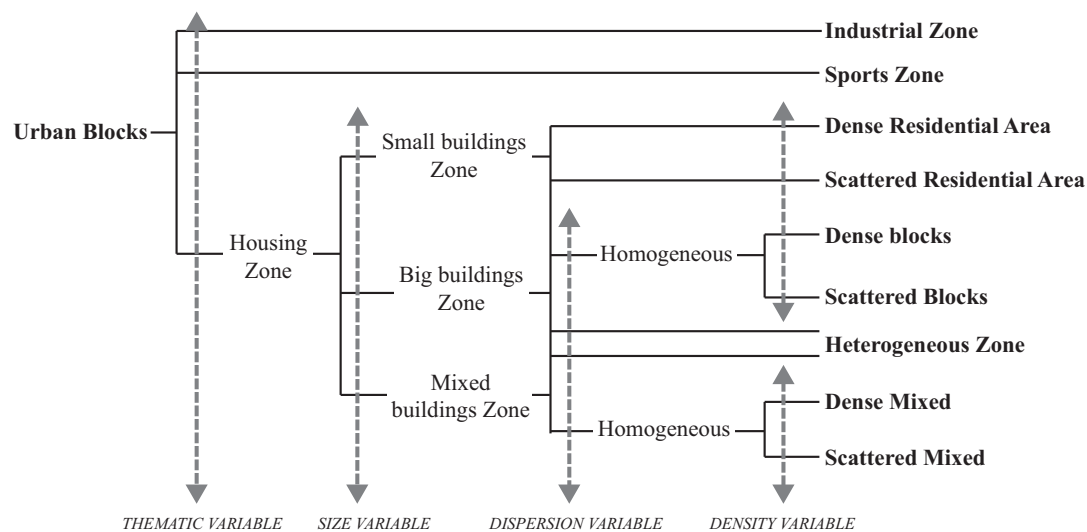 Industrial Zone
Sports Zone
Urban Blocks
Dense Residential Area
Small buildings
Zone
Scattered Residential Area
Housing
Zone
Homogeneous
Dense blocks
Big buildings
Zone
Scattered Blocks
Heterogeneous Zone
Mixed
buildings Zone
Dense Mixed
Homogeneous
Scattered Mixed
THEMATIC VARIABLE
SIZE VARIABLE
DISPERSION VARIABLE
DENSITY VARIABLE